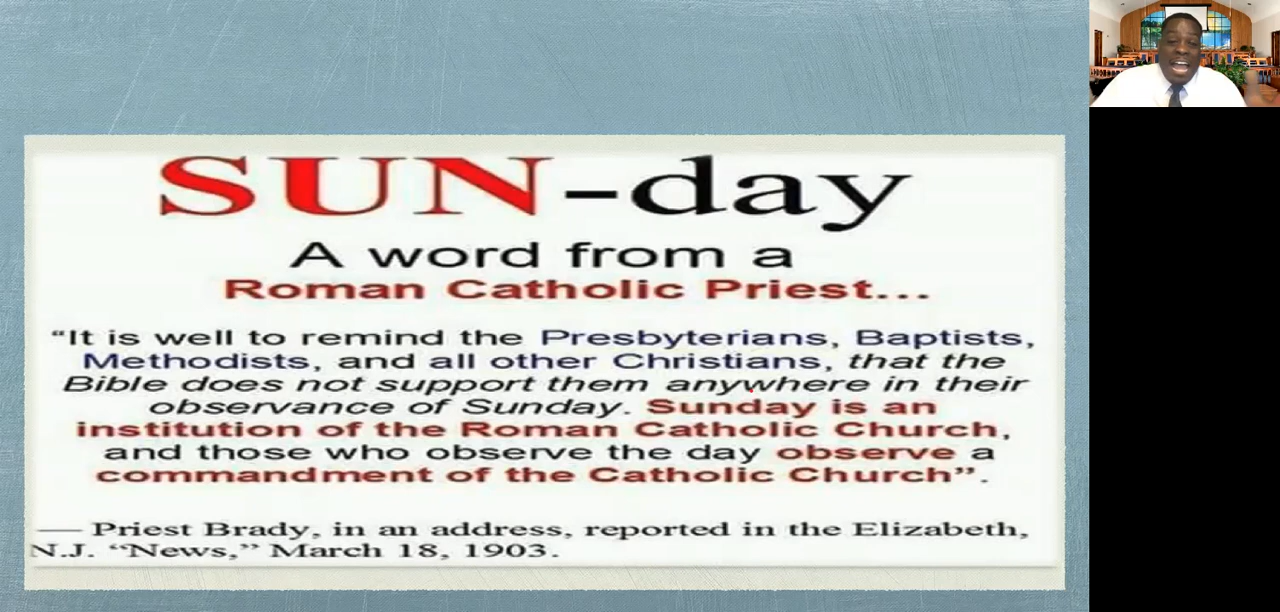 SUN-day
A word from a
Roman Catholic Priest...
“It is well to remind the Presbyterians, Baptists,
Methodists, and all other Christians, that the
Bible does not support them anywhere in their
observance of Sunday. Sunday is an
institution of the Roman Catholic Church,
and those who observe the day observe a
commandment of the Catholic Church”.
— Priest Brady, in an address, reported in the Elizabeth,
N.J. “News,” March 18, 1903.